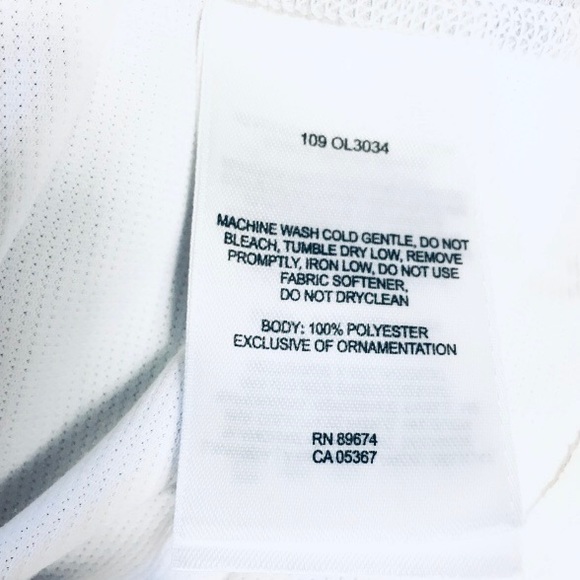 109 OL3034
MACHINE WASH COLD GENTLE, DO NOT
BLEACH, TUMBLE DRY LOW, REMOVE
PROMPTLY, IRON LOW, DO NOT USE
FABRIC SOFTENER,
DO NOT DRYCLEAN
BODY: 100% POLYESTER
EXCLUSIVE OF ORNAMENTATION
RN 89674
CA 05367